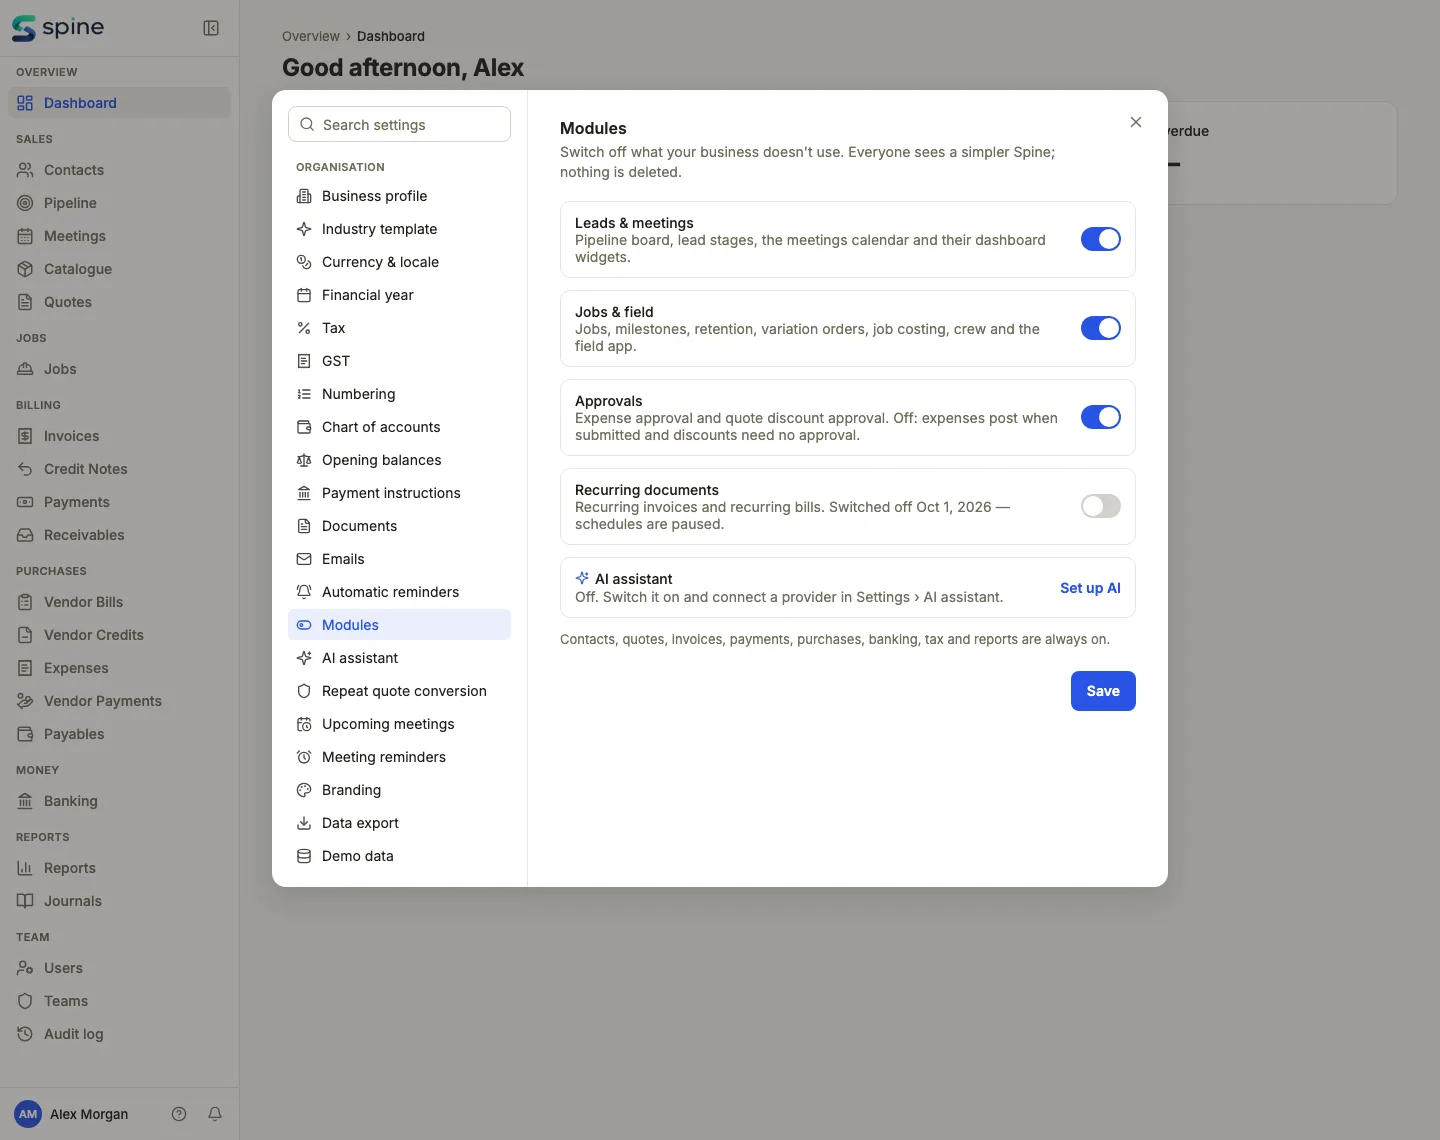 spine
OVERVIEW
Dashboard
SALES
Contacts
Pipeline
Meetings
Catalogue
Quotes
JOBS
Jobs
BILLING
Invoices
Credit Notes
Payments
Receivables
PURCHASES
Vendor Bills
Vendor Credits
Expenses
Vendor Payments
Payables
MONEY
Banking
REPORTS
Reports
Journals
TEAM
Users
Teams
Audit log
AM Alex Morgan
Overview › Dashboard
Good afternoon, Alex
verdue
Search settings
ORGANISATION
Business profile
Industry template
Currency & locale
Financial year
Tax
GST
Numbering
Chart of accounts
Opening balances
Payment instructions
Documents
Emails
Automatic reminders
Modules
AI assistant
Repeat quote conversion
Upcoming meetings
Meeting reminders
Branding
Data export
Demo data
Modules
Switch off what your business doesn't use. Everyone sees a simpler Spine;
nothing is deleted.
Leads & meetings
Pipeline board, lead stages, the meetings calendar and their dashboard
widgets.
Jobs & field
Jobs, milestones, retention, variation orders, job costing, crew and the
field app.
Approvals
Expense approval and quote discount approval. Off: expenses post when
submitted and discounts need no approval.
Recurring documents
Recurring invoices and recurring bills. Switched off Oct 1, 2026 —
schedules are paused.
AI assistant
Off. Switch it on and connect a provider in Settings › AI assistant.
Set up AI
Contacts, quotes, invoices, payments, purchases, banking, tax and reports are always on.
Save